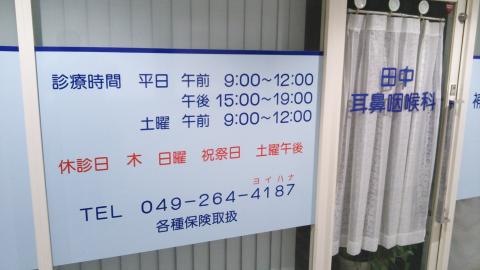 診療時間 平日 午前 9:00～12:00
午後 15:00～19:00
土曜 午前 9:00～12:00
休診日 木 日曜 祝祭日 土曜午後
ヨイハナ
TEL 049-264-4187
各種保険取扱
田中
耳鼻咽喉科
補